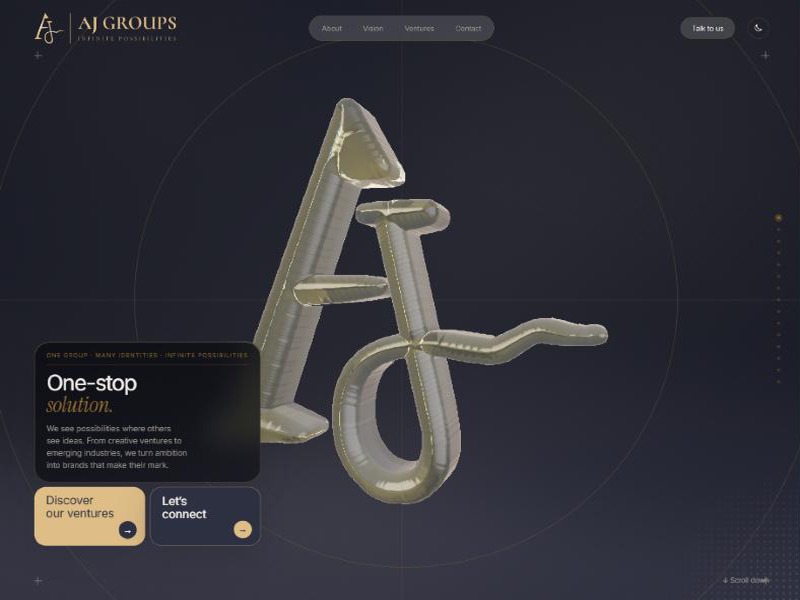 AJ GROUPS
INFINITE POSSIBILITIES
About
Vision
Ventures
Contact
Talk to us
ONE GROUP · MANY IDENTITIES · INFINITE POSSIBILITIES
One-stop
solution.
We see possibilities where others
see ideas. From creative ventures to
emerging industries, we turn ambition
into brands that make their mark.
Discover
our ventures
→
Let's
connect
→
↓ Scroll down